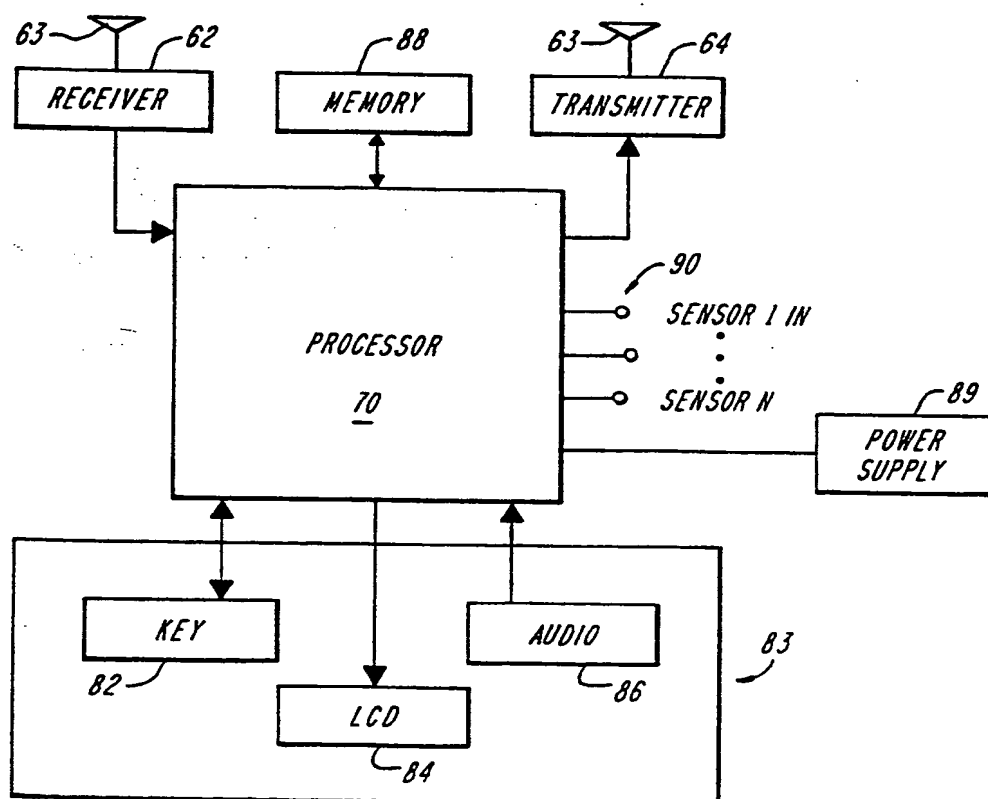 63
62
RECEIVER
88
MEMORY
63
64
TRANSMITTER
PROCESSOR
70
90
SENSOR 1 IN
SENSOR N
89
POWER
SUPPLY
KEY
82
LCD
84
AUDIO
86
83